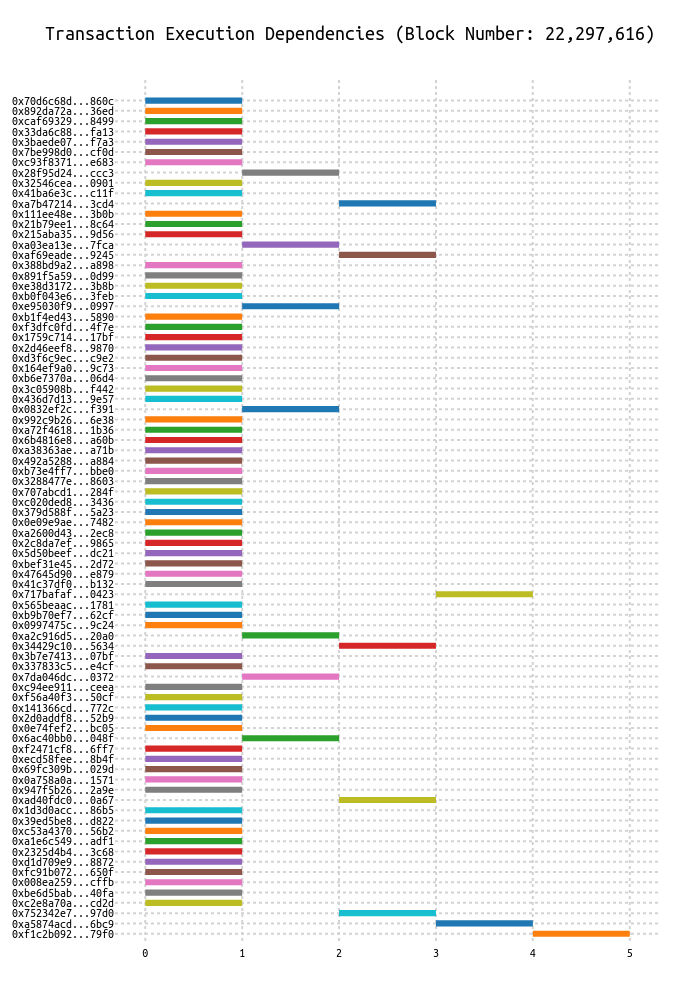 Transaction Execution Dependencies (Block Number: 22,297,616)
0x70d6c68d...860c
0x892da72a...36ed
0xcaf69329...8499
0x33da6c88...fa13
0x3baede07...f7a3
0x7be998d0...cf0d
0xc93f8371...e683
0x28f95d24...ccc3
0x32546cea...0901
0x41ba6e3c...c11f
0xa7b47214...3cd4
0x111ee48e...3b0b
0x21b79ee1...8c64
0x215aba35...9d56
0xa03ea13e...7fca
0xaf69eade...9245
0x388bd9a2...a898
0x891f5a59...0d99
0xe38d3172...3b8b
0xb0f043e6...3feb
0xe95030f9...0997
0xb1f4ed43...5890
0xf3dfc0fd...4f7e
0x1759c714...17bf
0x2d46eef8...9870
0xd3f6c9ec...c9e2
0x164ef9a0...9c73
0xb6e7370a...06d4
0x3c05908b...f442
0x436d7d13...9e57
0x0832ef2c...f391
0x992c9b26...6e38
0xa72f4618...1b36
0x6b4816e8...a60b
0xa38363ae...a71b
0x492a5288...a884
0xb73e4ff7...bbe0
0x3288477e...8603
0x707abcd1...284f
0xc020ded8...3436
0x379d588f...5a23
0x0e09e9ae...7482
0xa2600d43...2ec8
0x2c8da7ef...9865
0x5d50beef...dc21
0xbef31e45...2d72
0x47645d90...e879
0x41c37df0...b132
0x717bafaf...0423
0x565beaac...1781
0xb9b70ef7...62cf
0x0997475c...9c24
0xa2c916d5...20a0
0x34429c10...5634
0x3b7e7413...07bf
0x337833c5...e4cf
0x7da046dc...0372
0xc94ee911...ceea
0xf56a40f3...50cf
0x141366cd...772c
0x2d0addf8...52b9
0x0e74fef2...bc05
0x6ac40bb0...048f
0xf2471cf8...6ff7
0xecd58fee...8b4f
0x69fc309b...029d
0x0a758a0a...1571
0x947f5b26...2a9e
0xad40fdc0...0a67
0x1d3d0acc...86b5
0x39ed5be8...d822
0xc53a4370...56b2
0xa1e6c549...adf1
0x2325d4b4...3c68
0xd1d709e9...8872
0xfc91b072...650f
0x008ea259...cffb
0xbe6d5bab...40fa
0xc2e8a70a...cd2d
0x752342e7...97d0
0xa5874acd...6bc9
0xf1c2b092...79f0
0 1 2 3 4 5